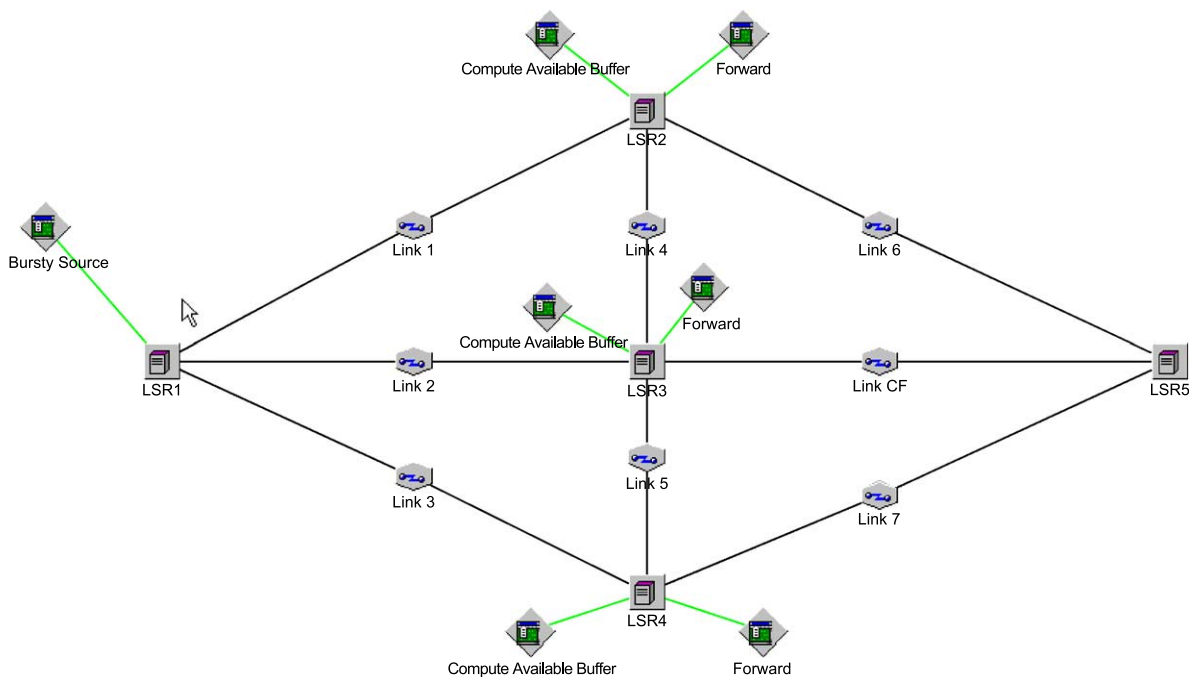 Compute Available Buffer
Forward
LSR2
Bursty Source
Link 1
Link 4
Link 6
Forward
Compute Available Buffer
LSR1
Link 2
LSR3
Link CF
LSR5
Link 3
Link 5
Link 7
LSR4
Compute Available Buffer
Forward